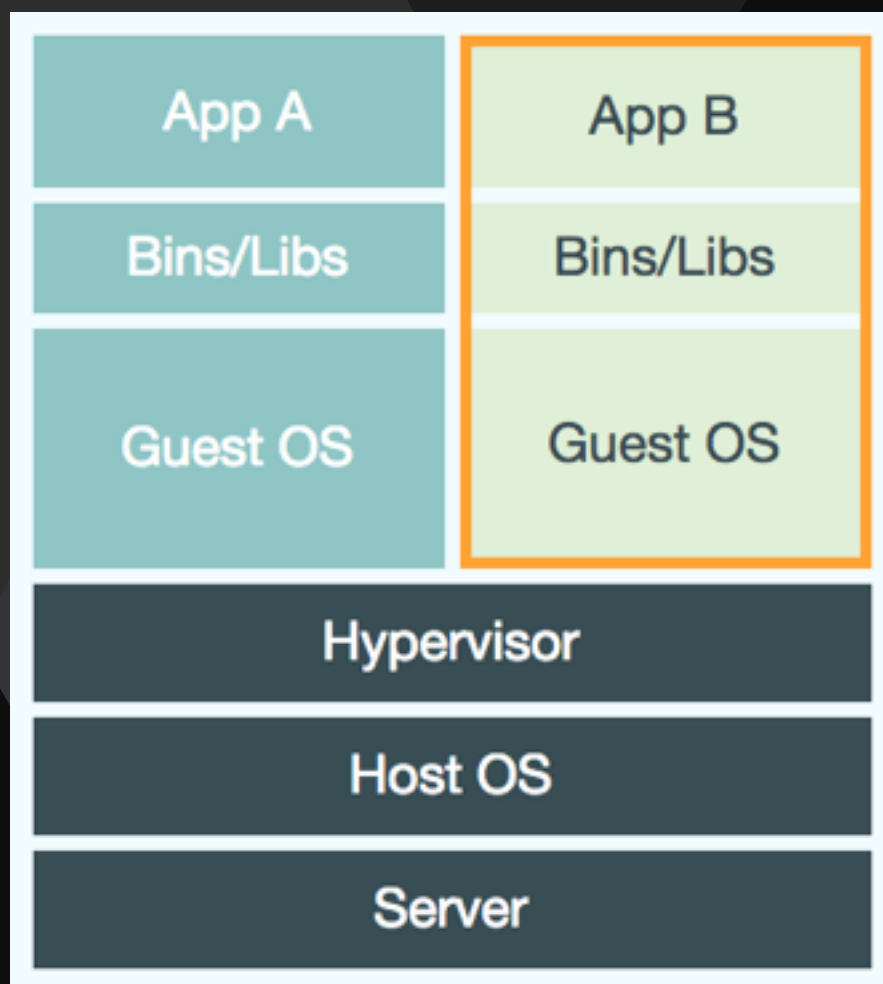 App A
App B
Bins/Libs
Bins/Libs
Guest OS
Guest OS
Hypervisor
Host OS
Server